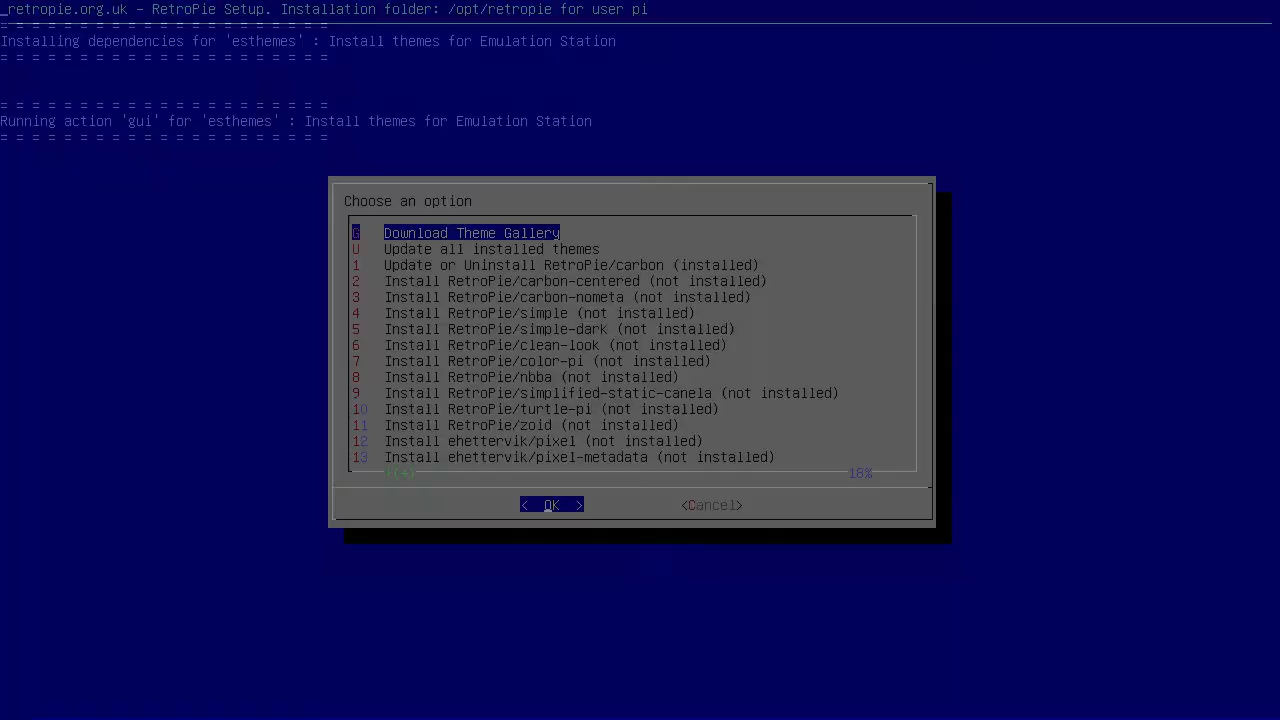 _retropie.org.uk - RetroPie Setup. Installation folder: /opt/retropie for user pi
= = = = = = = = = = = = = = = = = = = = =
Installing dependencies for 'esthemes' : Install themes for Emulation Station
= = = = = = = = = = = = = = = = = = = = =
= = = = = = = = = = = = = = = = = = = = =
Running action 'gui' for 'esthemes' : Install themes for Emulation Station
= = = = = = = = = = = = = = = = = = = = =
Choose an option
G Download Theme Gallery
U Update all installed themes
1 Update or Uninstall RetroPie/carbon (installed)
2 Install RetroPie/carbon-centered (not installed)
3 Install RetroPie/carbon-nometa (not installed)
4 Install RetroPie/simple (not installed)
5 Install RetroPie/simple-dark (not installed)
6 Install RetroPie/clean-look (not installed)
7 Install RetroPie/color-pi (not installed)
8 Install RetroPie/nbba (not installed)
9 Install RetroPie/simplified-static-canela (not installed)
10 Install RetroPie/turtle-pi (not installed)
11 Install RetroPie/zoid (not installed)
12 Install ehettervik/pixel (not installed)
13 Install ehettervik/pixel-metadata (not installed)
↓(+) 18%
< OK > <Cancel>